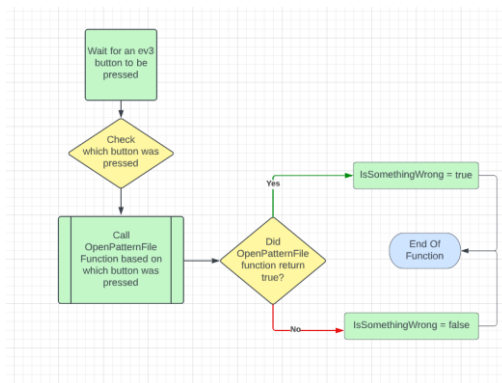 Wait for an ev3
button to be
pressed
Check
which button was
pressed
Call
OpenPatternFile
Function based on
which button was
pressed
Did
OpenPatternFile
function return
true?
Yes
IsSomethingWrong = true
No
IsSomethingWrong = false
End Of
Function